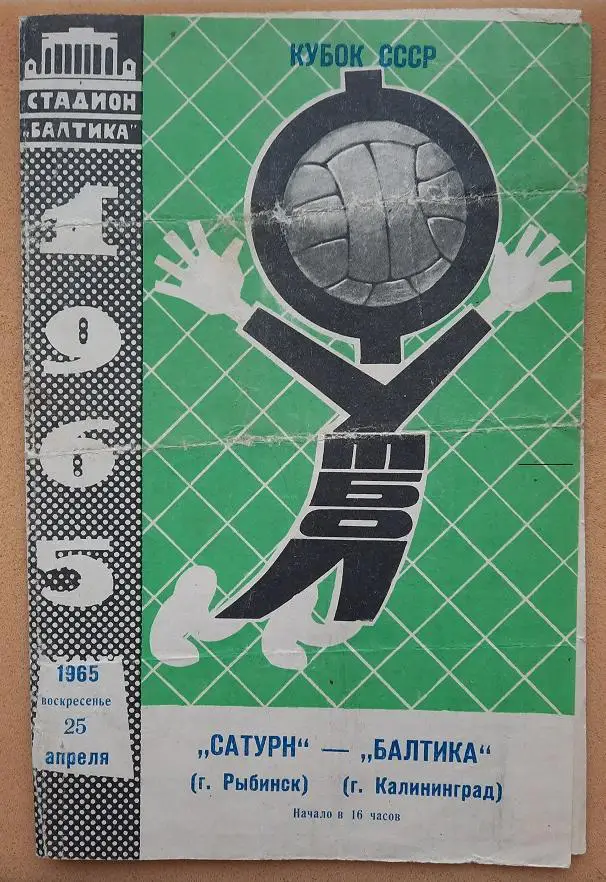 СТАДИОН
„БАЛТИКА"
1
9
6
5
1965
воскресенье
25
апреля
КУБОК СССР
ФУТБОЛ
„САТУРН" — „БАЛТИКА"
(г. Рыбинск) (г. Калининград)
Начало в 16 часов